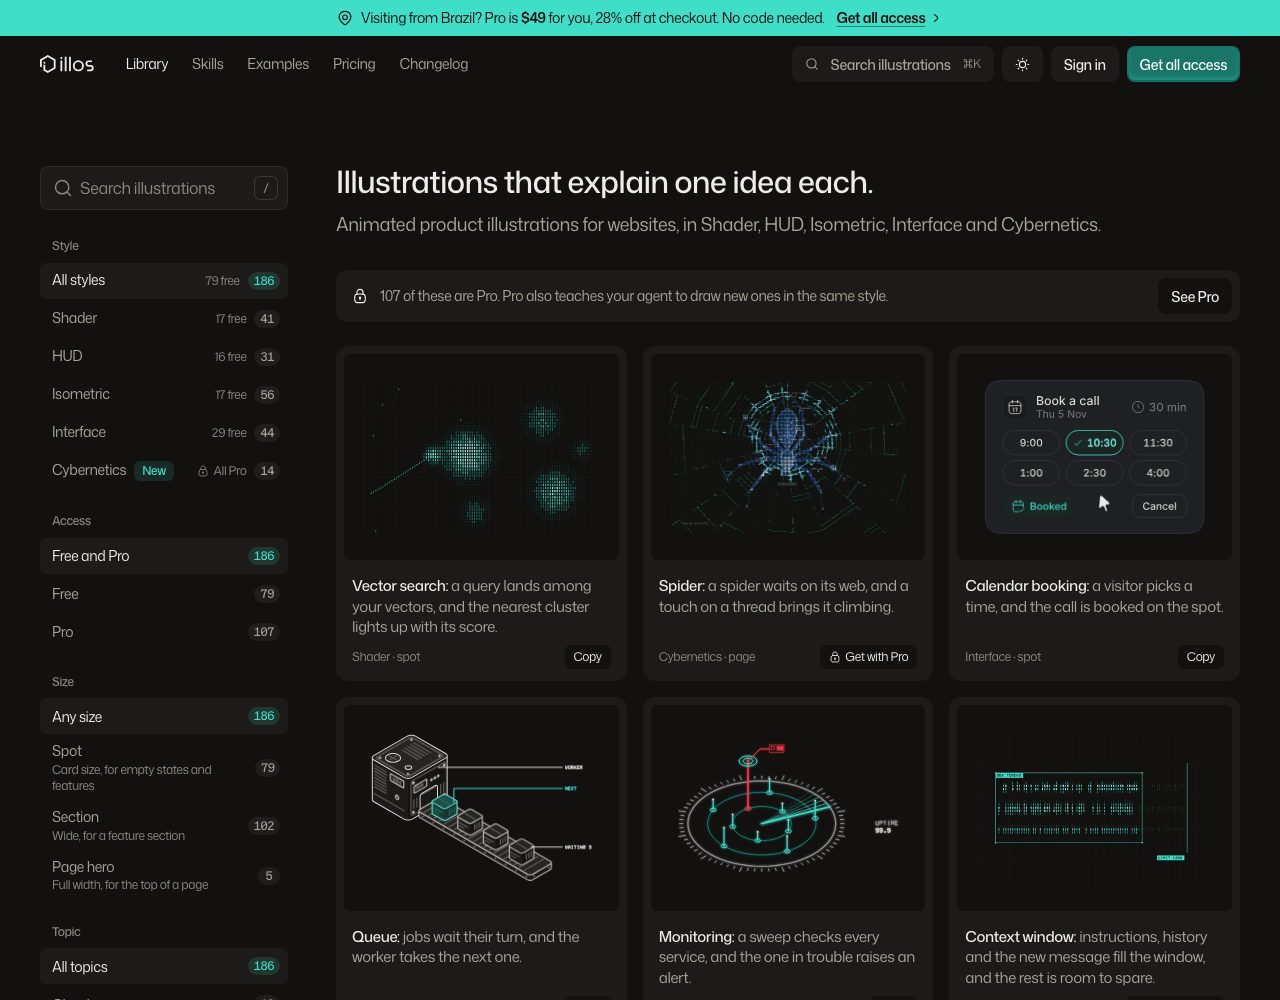 Visiting from Brazil? Pro is $49 for you, 28% off at checkout. No code needed. Get all access
illos
Library Skills Examples Pricing Changelog
Search illustrations ⌘K
Sign in
Get all access
Search illustrations /
Style
All styles 79 free 186
Shader 17 free 41
HUD 16 free 31
Isometric 17 free 56
Interface 29 free 44
Cybernetics New All Pro 14
Access
Free and Pro 186
Free 79
Pro 107
Size
Any size 186
Spot
Card size, for empty states and
features
79
Section
Wide, for a feature section
102
Page hero
Full width, for the top of a page
5
Topic
All topics 186
Illustrations that explain one idea each.
Animated product illustrations for websites, in Shader, HUD, Isometric, Interface and Cybernetics.
107 of these are Pro. Pro also teaches your agent to draw new ones in the same style.
See Pro
Vector search: a query lands among
your vectors, and the nearest cluster
lights up with its score.
Shader · spot
Copy
Spider: a spider waits on its web, and a
touch on a thread brings it climbing.
Cybernetics · page
Get with Pro
17
Book a call
Thu 5 Nov
30 min
9:00 10:30 11:30
1:00 2:30 4:00
Booked Cancel
Calendar booking: a visitor picks a
time, and the call is booked on the spot.
Interface · spot
Copy
WORKER
NEXT
WAITING 3
Queue: jobs wait their turn, and the
worker takes the next one.
UPTIME
99.9
Monitoring: a sweep checks every
service, and the one in trouble raises an
alert.
Context window: instructions, history
and the new message fill the window,
and the rest is room to spare.